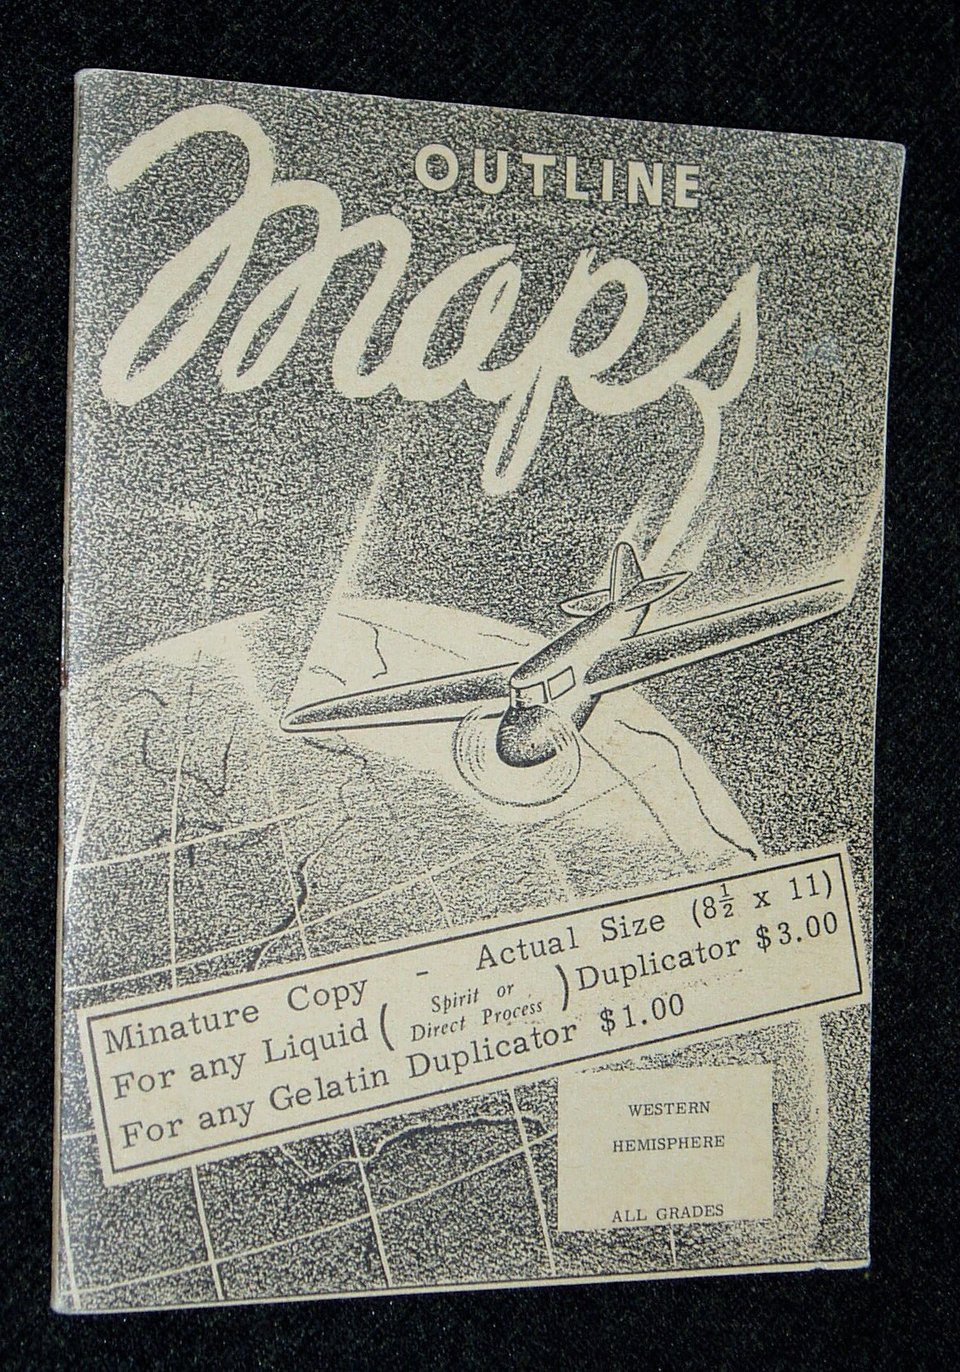 OUTLINE
Maps
Minature Copy - Actual Size (8½ x 11)
For any Liquid (Spirit or Direct Process) Duplicator $3.00
For any Gelatin Duplicator $1.00
WESTERN
HEMISPHERE
ALL GRADES